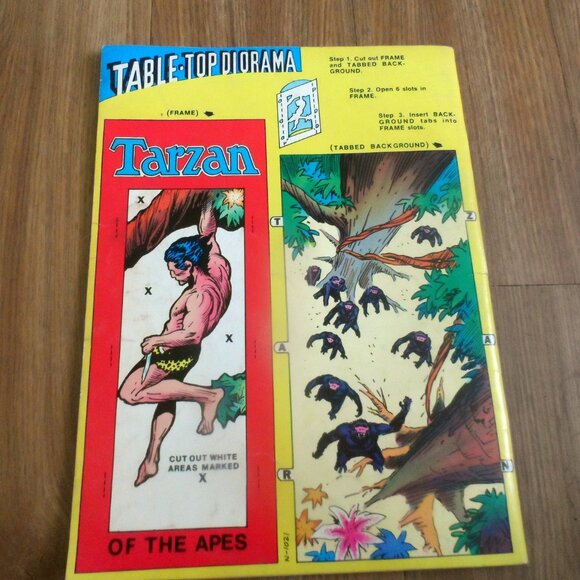 TABLE-TOP DIORAMA
Step 1. Cut out FRAME
and TABBED BACK-
GROUND.
Step 2. Open 6 slots in
FRAME.
Step 3. Insert BACK-
GROUND tabs into
FRAME slots.
(FRAME)
(TABBED BACKGROUND)
Tarzan
X
X
X
CUT OUT WHITE
AREAS MARKED
X
OF THE APES
T
Z
A
A
R
N
N-1021